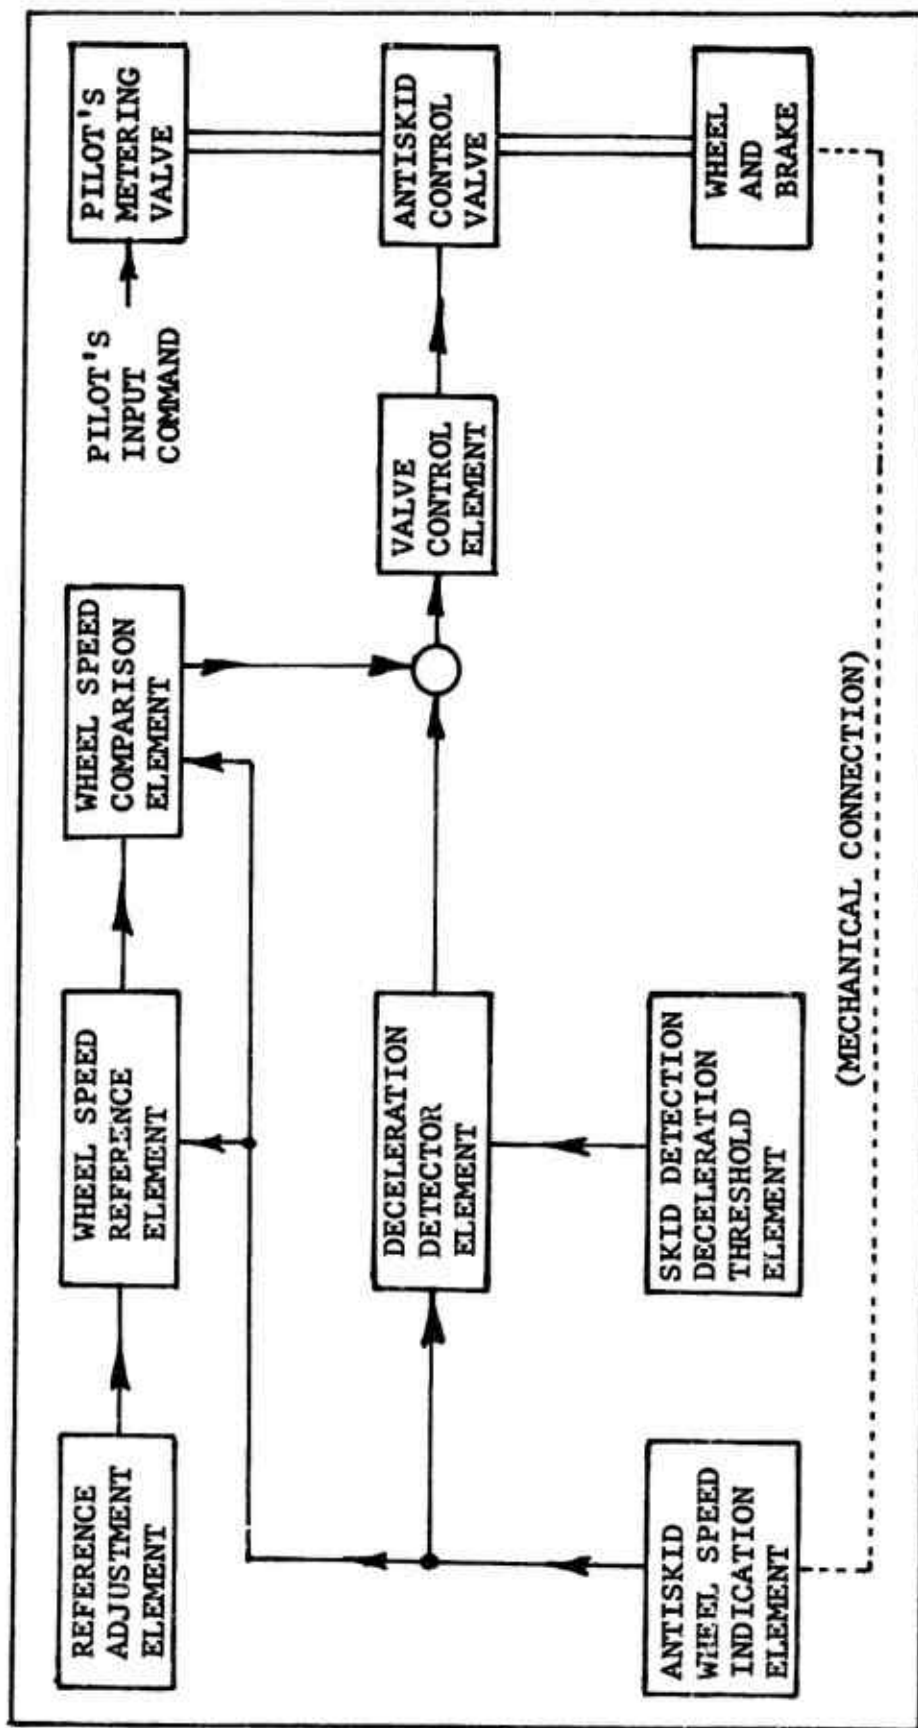 REFERENCE
ADJUSTMENT
ELEMENT
WHEEL SPEED
REFERENCE
ELEMENT
WHEEL SPEED
COMPARISON
ELEMENT
PILOT'S
INPUT
COMMAND
PILOT'S
METERING
VALVE
DECELERATION
DETECTOR
ELEMENT
VALVE
CONTROL
ELEMENT
ANTISKID
CONTROL
VALVE
ANTISKID
WHEEL SPEED
INDICATION
ELEMENT
SKID DETECTION
DECELERATION
THRESHOLD
ELEMENT
WHEEL
AND
BRAKE
(MECHANICAL CONNECTION)